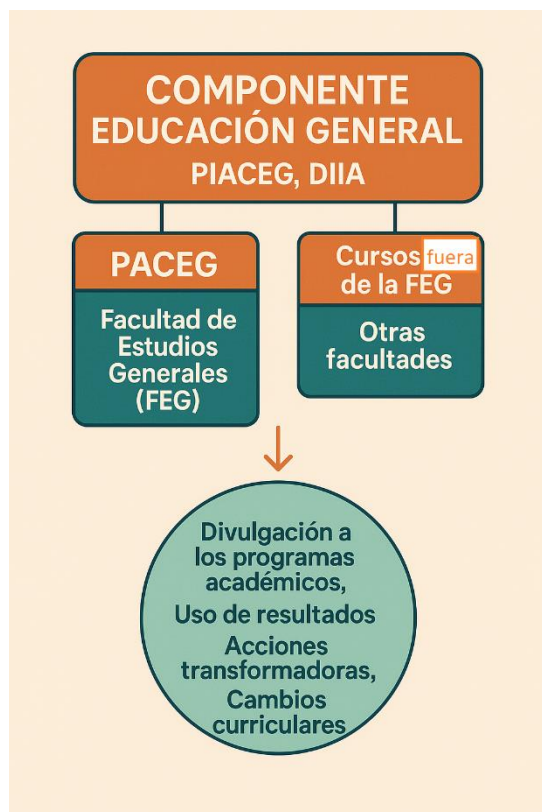 COMPONENTE
EDUCACIÓN GENERAL
PIACEG, DIIA
PACEG
Facultad de
Estudios
Generales
(FEG)
Cursos fuera
de la FEG
Otras
facultades
Divulgación a
los programas
académicos,
Uso de resultados
Acciones
transformadoras,
Cambios
curriculares